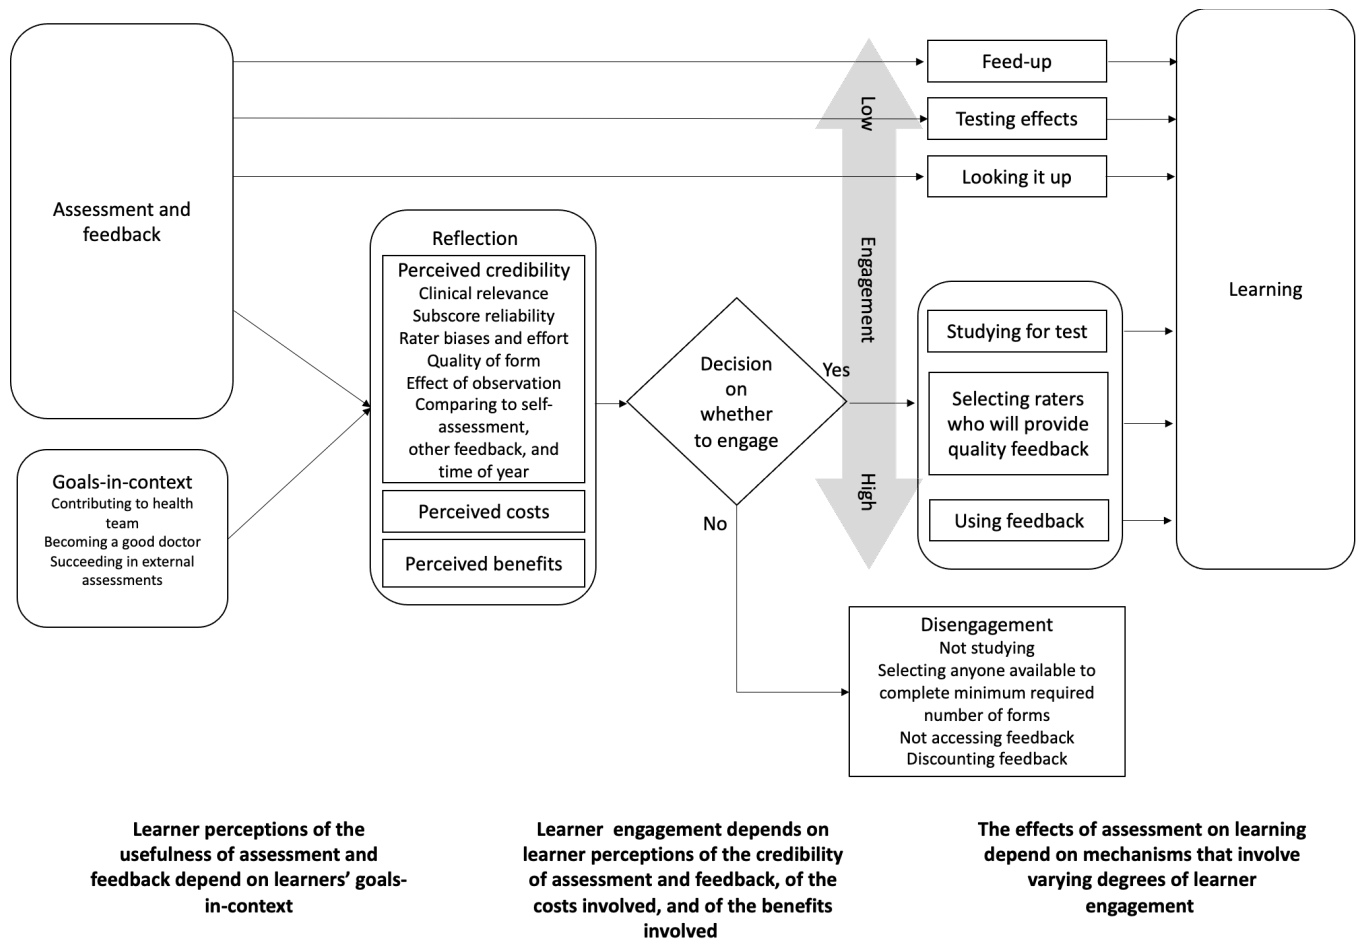 Assessment and
feedback
Goals-in-context
Contributing to health
team
Becoming a good doctor
Succeeding in external
assessments
Reflection
Perceived credibility
Clinical relevance
Subscore reliability
Rater biases and effort
Quality of form
Effect of observation
Comparing to self-
assessment,
other feedback, and
time of year
Perceived costs
Perceived benefits
Decision
on
whether
to engage
Yes
No
Low
Engagement
High
Feed-up
Testing effects
Looking it up
Studying for test
Selecting raters
who will provide
quality feedback
Using feedback
Disengagement
Not studying
Selecting anyone available to
complete minimum required
number of forms
Not accessing feedback
Discounting feedback
Learning
Learner perceptions of the
usefulness of assessment and
feedback depend on learners’ goals-
in-context
Learner engagement depends on
learner perceptions of the credibility
of assessment and feedback, of the
costs involved, and of the benefits
involved
The effects of assessment on learning
depend on mechanisms that involve
varying degrees of learner
engagement